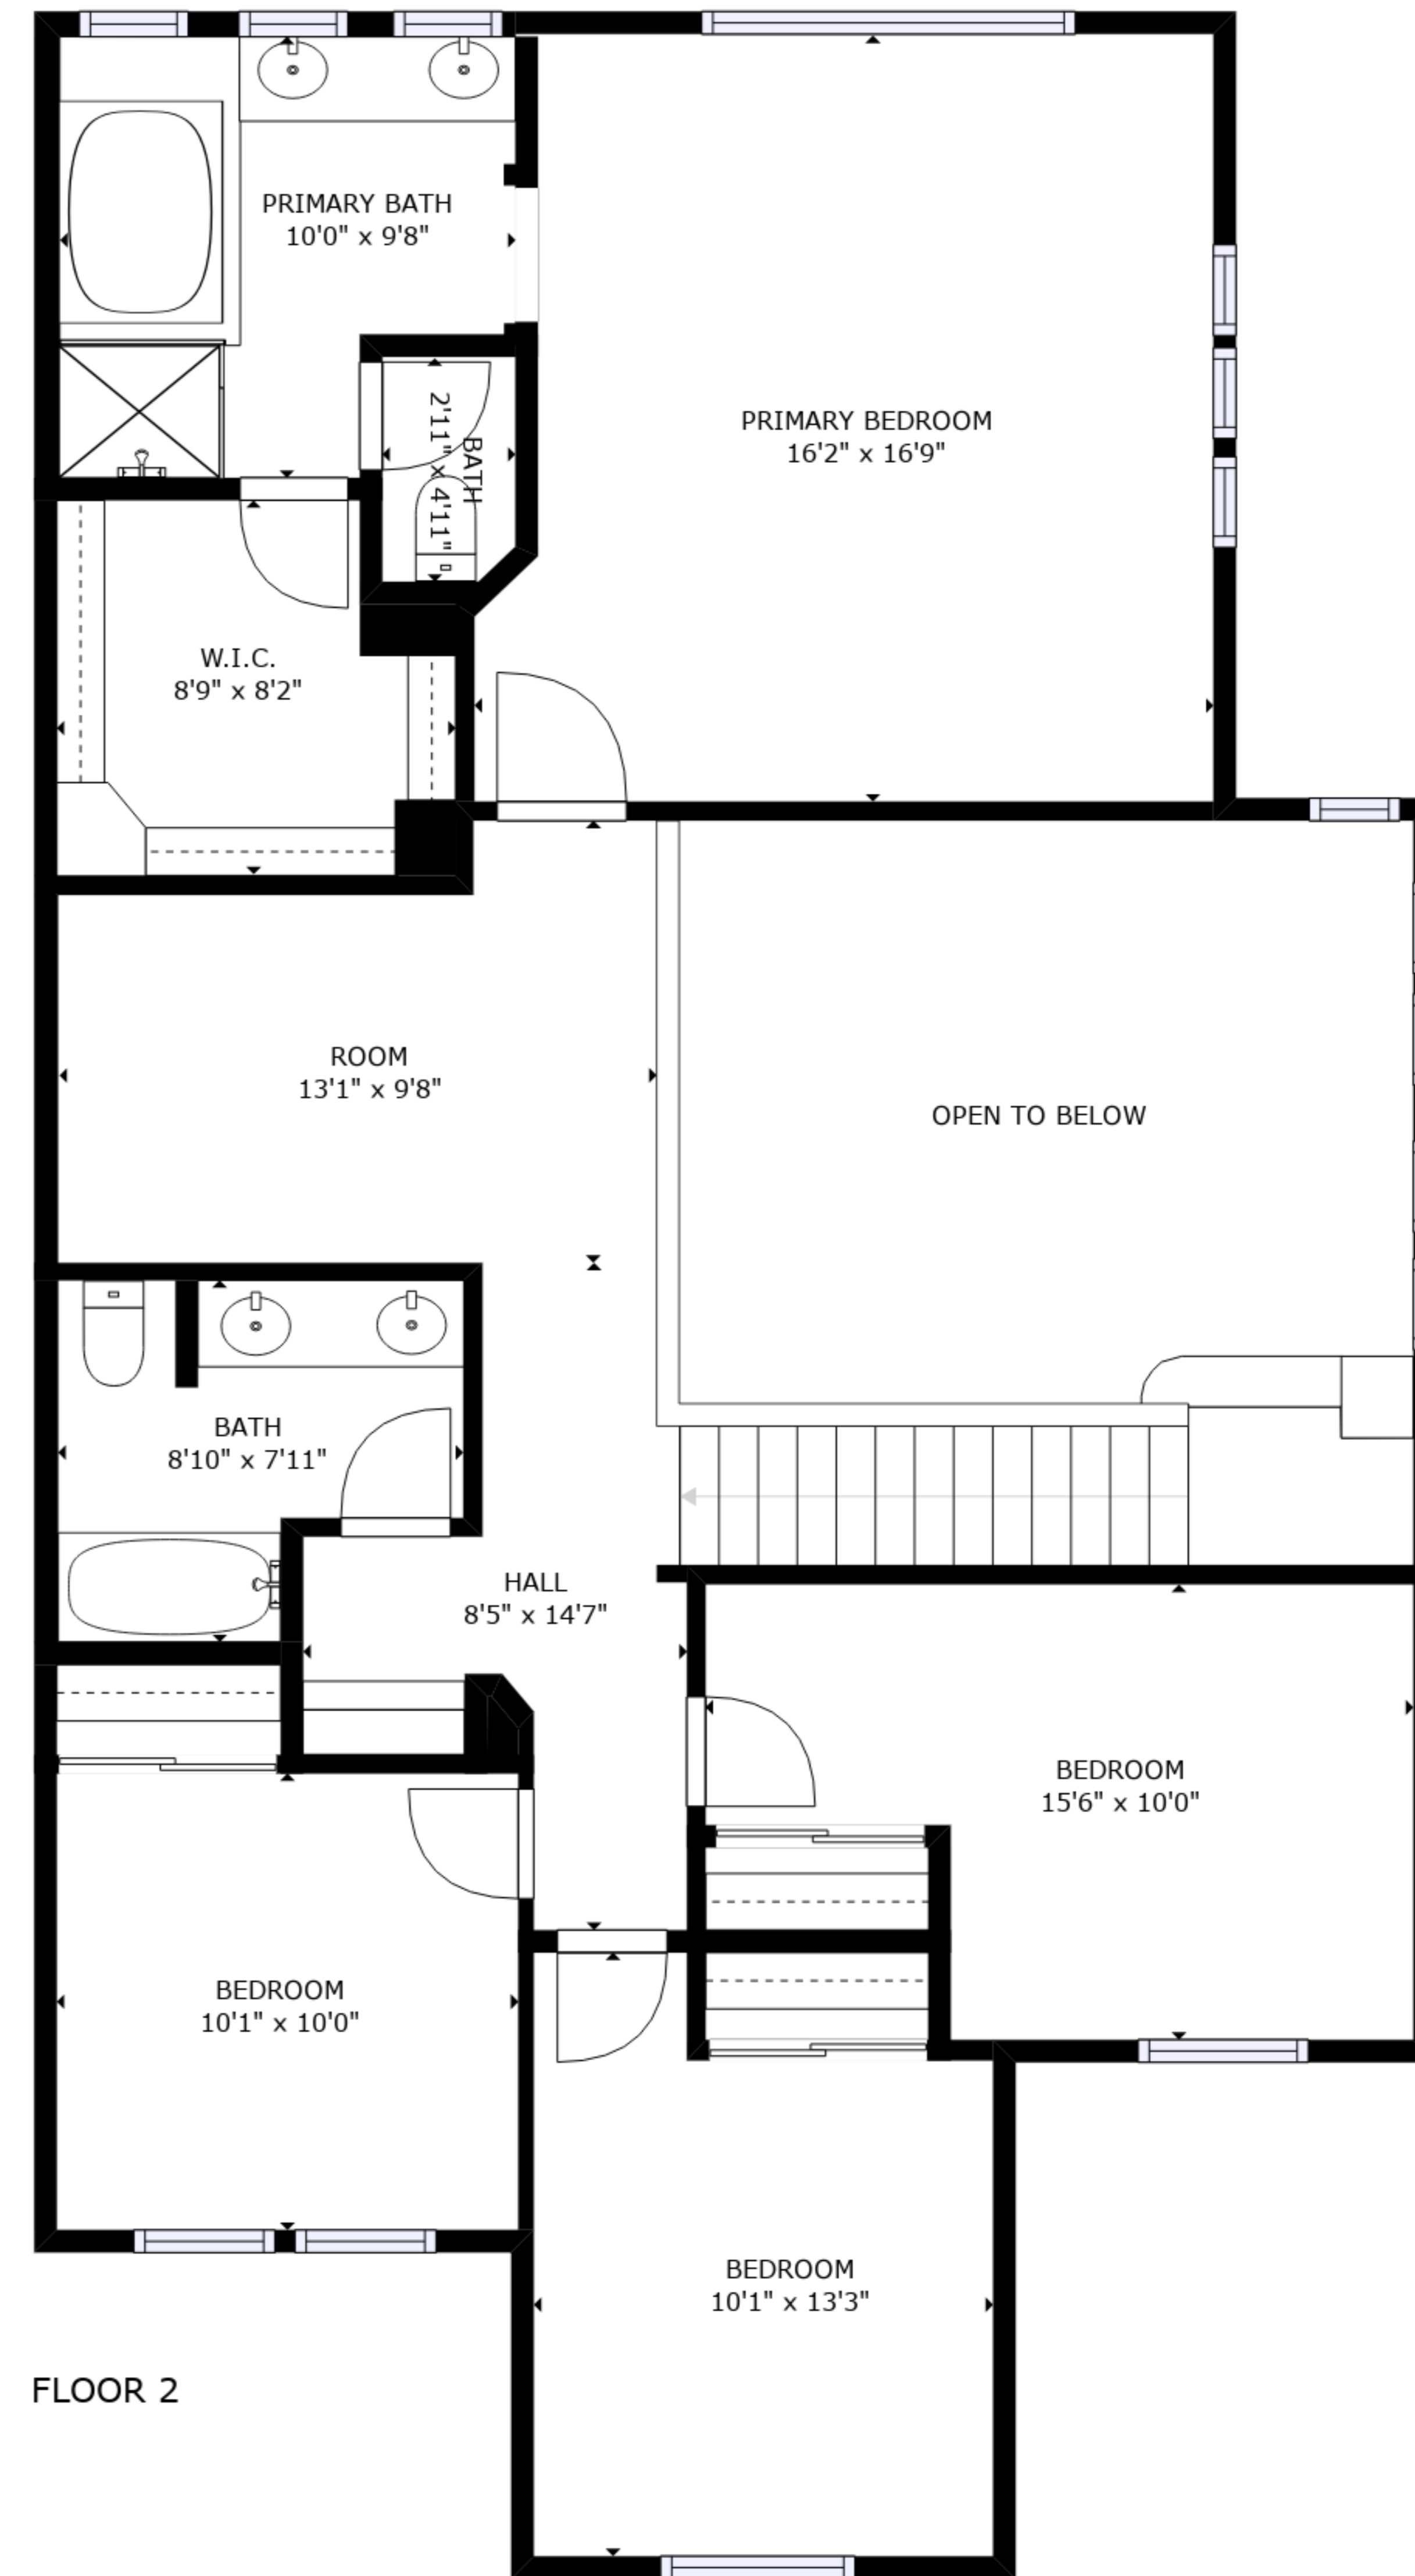 PRIMARY BATH
10'0" x 9'8"
BATH
2'11" x 4'11"
PRIMARY BEDROOM
16'2" x 16'9"
W.I.C.
8'9" x 8'2"
ROOM
13'1" x 9'8"
OPEN TO BELOW
BATH
8'10" x 7'11"
HALL
8'5" x 14'7"
BEDROOM
15'6" x 10'0"
BEDROOM
10'1" x 10'0"
BEDROOM
10'1" x 13'3"
FLOOR 2